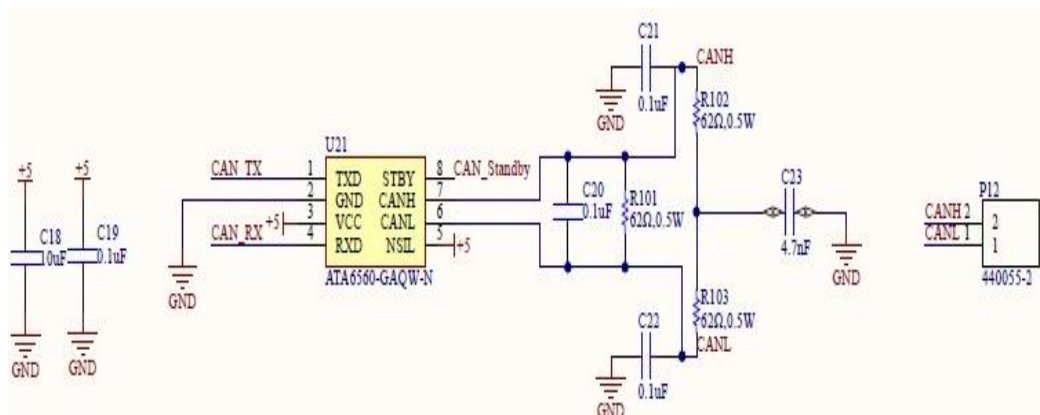 C21
CANH
0.1uF
GND
R102
62Ω,0.5W
U21
CAN_TX
1
TXD
STBY
8
CAN_Standby
2
GND
CANH
7
+5
3
VCC
CANL
6
CAN_RX
4
RXD
NSIL
5
+5
ATA6560-GAQW-N
GND
+5
C18
10uF
GND
+5
C19
0.1uF
GND
C20
0.1uF
R101
62Ω,0.5W
C23
4.7nF
GND
P12
CANH 2
2
CANL 1
1
440055-2
R103
62Ω,0.5W
CANL
C22
0.1uF
GND